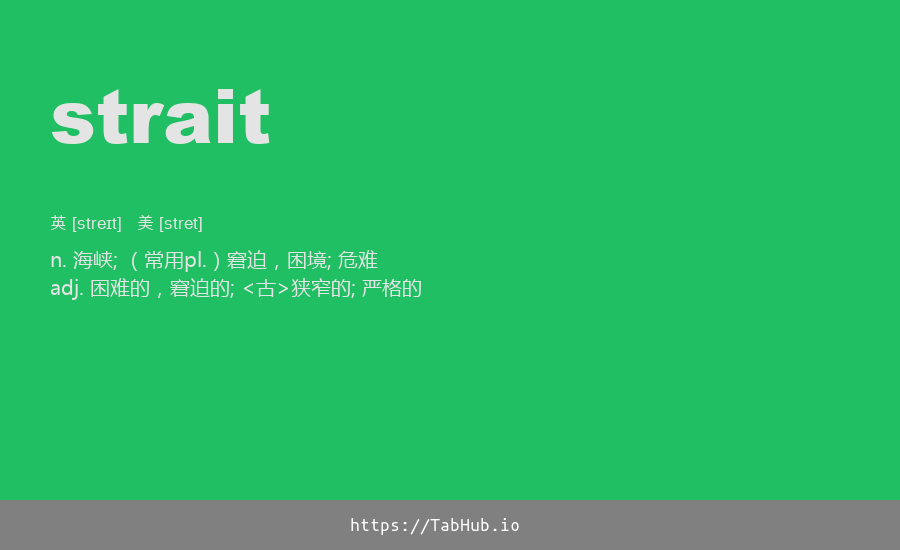 strait
英 [streɪt] 美 [stret]
n. 海峡; （常用pl.）窘迫，困境; 危难
adj. 困难的，窘迫的; <古>狭窄的; 严格的
https://TabHub.io